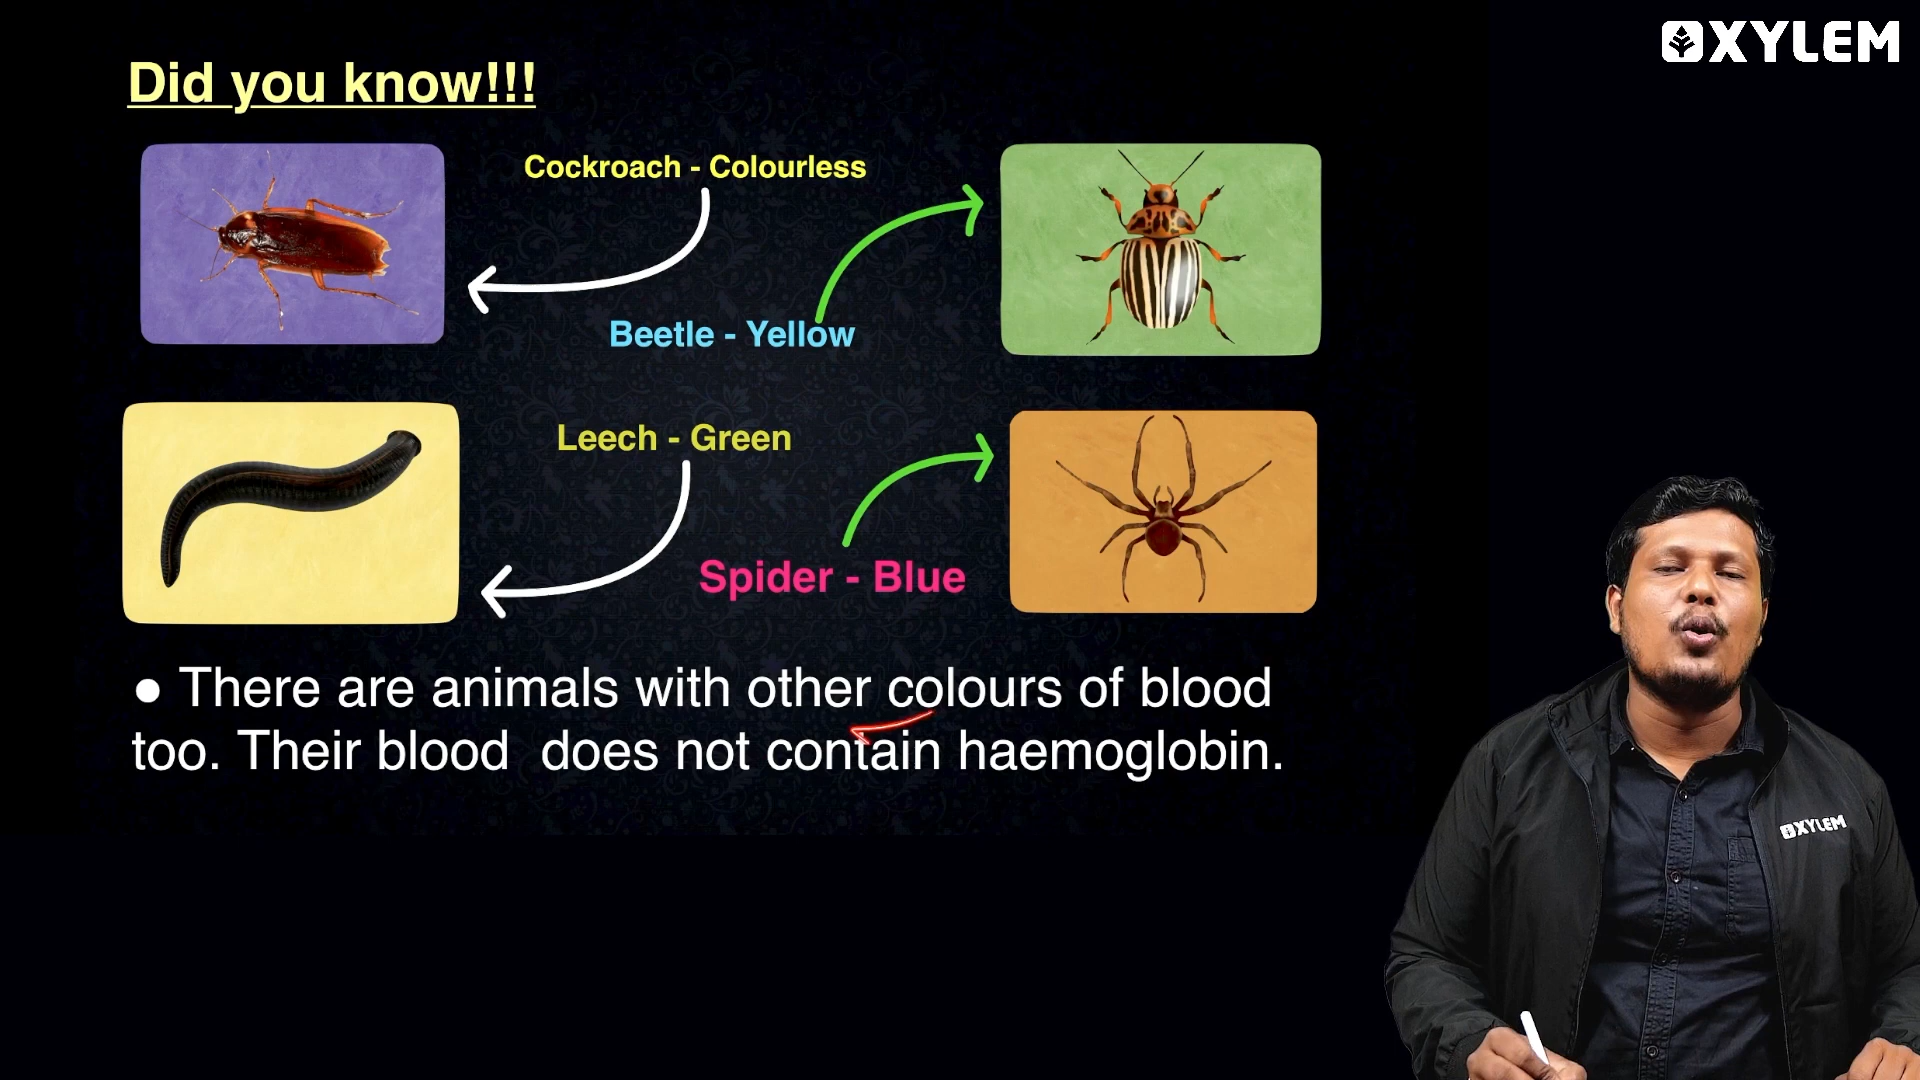 XYLEM
Did you know!!!
Cockroach - Colourless
Beetle - Yellow
Leech - Green
Spider - Blue
● There are animals with other colours of blood
too. Their blood does not contain haemoglobin.
XYLEM